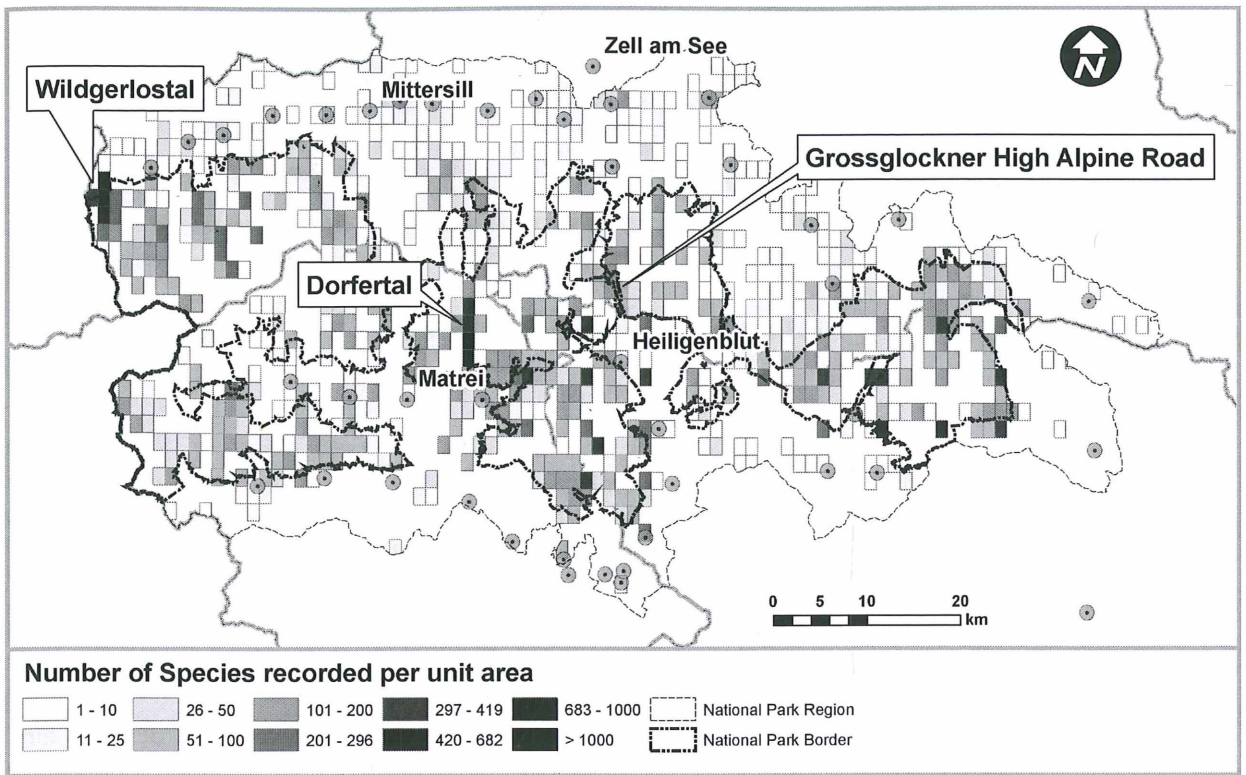 Zell am See
N
Wildgerlostal
Mittersill
Grossglockner High Alpine Road
Dorfertal
Heiligenblut
Matrei
0 5 10 20
km
Number of Species recorded per unit area
1 - 10 26 - 50 101 - 200 297 - 419 683 - 1000 National Park Region
11 - 25 51 - 100 201 - 296 420 - 682 > 1000 National Park Border